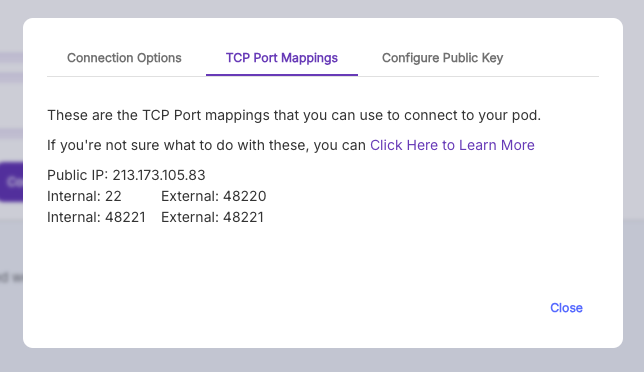 Connection Options TCP Port Mappings Configure Public Key
These are the TCP Port mappings that you can use to connect to your pod.
If you're not sure what to do with these, you can Click Here to Learn More
Public IP: 213.173.105.83
Internal: 22 External: 48220
Internal: 48221 External: 48221
Close